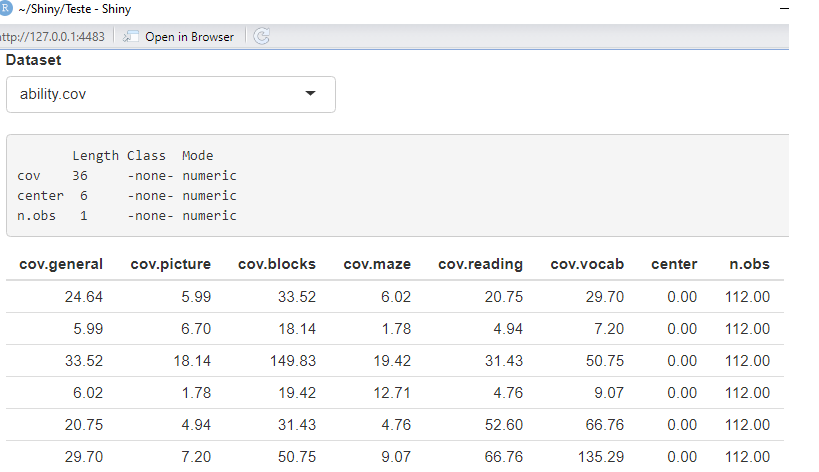 R ~/Shiny/Teste - Shiny
http://127.0.0.1:4483 Open in Browser
Dataset
ability.cov
Length Class Mode
cov 36 -none- numeric
center 6 -none- numeric
n.obs 1 -none- numeric
cov.general cov.picture cov.blocks cov.maze cov.reading cov.vocab center n.obs
24.64 5.99 33.52 6.02 20.75 29.70 0.00 112.00
5.99 6.70 18.14 1.78 4.94 7.20 0.00 112.00
33.52 18.14 149.83 19.42 31.43 50.75 0.00 112.00
6.02 1.78 19.42 12.71 4.76 9.07 0.00 112.00
20.75 4.94 31.43 4.76 52.60 66.76 0.00 112.00
29.70 7.20 50.75 9.07 66.76 135.29 0.00 112.00